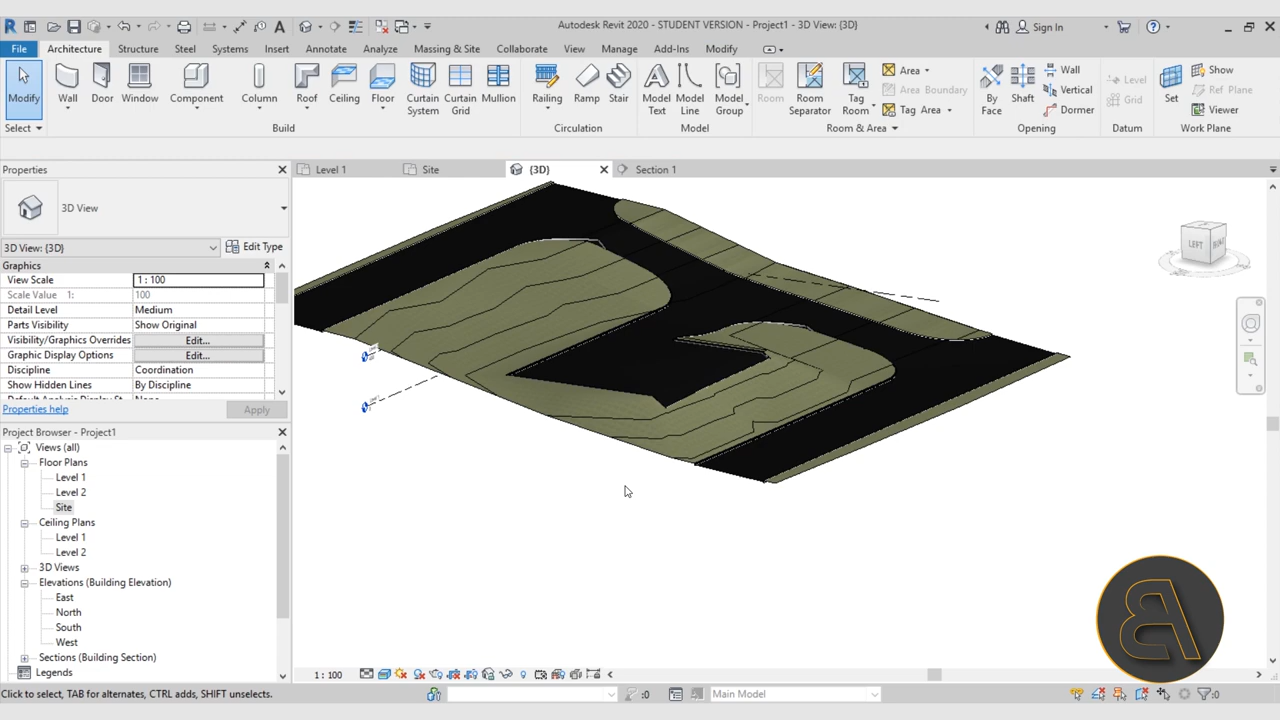 Autodesk Revit 2020 - STUDENT VERSION - Project1 - 3D View: {3D}
Sign In
File Architecture Structure Steel Systems Insert Annotate Analyze Massing & Site Collaborate View Manage Add-Ins Modify
Modify Wall Door Window Component Column Roof Ceiling Floor Curtain System Curtain Grid Mullion Railing Ramp Stair Model Text Model Line Model Group Room Room Separator Tag Room Area Area Boundary Tag Area By Face Shaft Wall Vertical Dormer Level Grid Set Show Ref Plane Viewer
Select Build Circulation Model Room & Area Opening Datum Work Plane
Properties
Level 1 Site {3D} Section 1
3D View
3D View: {3D} Edit Type
Graphics
View Scale 1 : 100
Scale Value 1: 100
Detail Level Medium
Parts Visibility Show Original
Visibility/Graphics Overrides Edit...
Graphic Display Options Edit...
Discipline Coordination
Show Hidden Lines By Discipline
Properties help Apply
Project Browser - Project1
Views (all)
Floor Plans
Level 1
Level 2
Site
Ceiling Plans
Level 1
Level 2
3D Views
Elevations (Building Elevation)
East
North
South
West
Sections (Building Section)
Legends
LEFT
1 : 100
Click to select, TAB for alternates, CTRL adds, SHIFT unselects.
:0
Main Model
:0